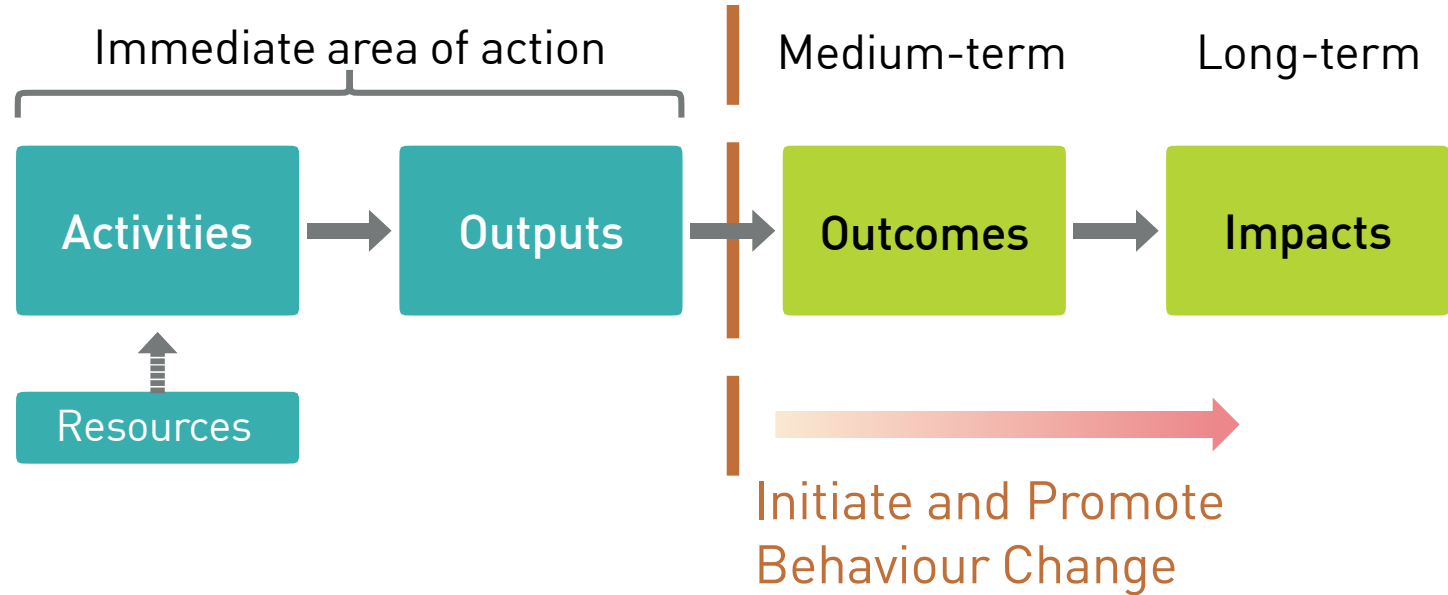 Immediate area of action
Medium-term
Long-term
Activities
Outputs
Outcomes
Impacts
Resources
Initiate and Promote
Behaviour Change